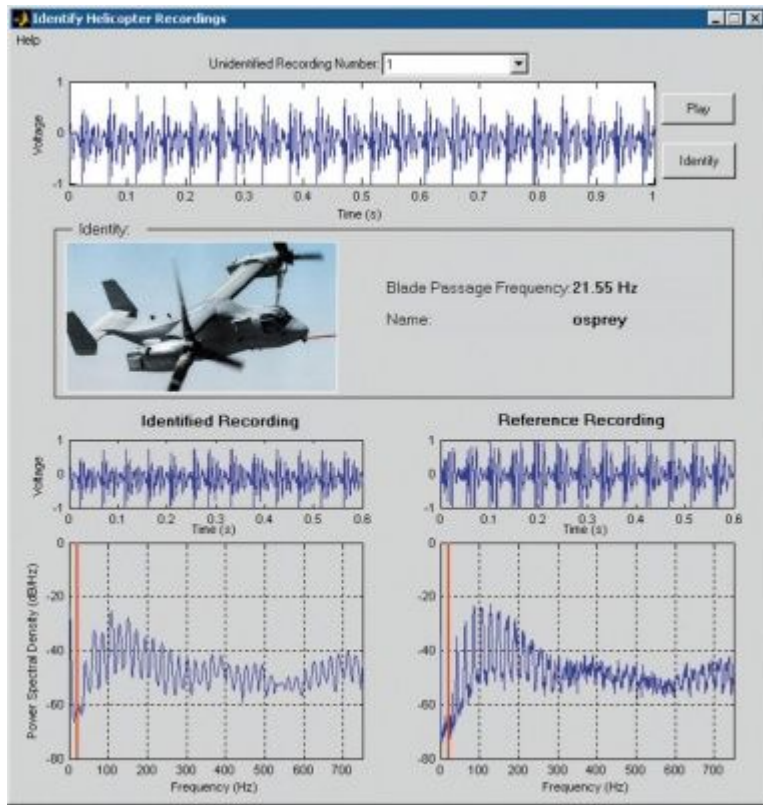 Identify Helicopter Recordings
Help
Unidentified Recording Number: 1
1
0
-1
Voltage
0 0.1 0.2 0.3 0.4 0.5 0.6 0.7 0.8 0.9 1
Time (s)
Play
Identify
Identity:
Blade Passage Frequency: 21.55 Hz
Name: osprey
Identified Recording
1
0
-1
Voltage
0 0.1 0.2 0.3 0.4 0.5 0.6
Time (s)
Reference Recording
1
0
-1
0 0.1 0.2 0.3 0.4 0.5 0.6
Time (s)
0
-20
-40
-60
-80
Power Spectral Density (dB/Hz)
0 100 200 300 400 500 600 700
Frequency (Hz)
0
-20
-40
-60
-80
0 100 200 300 400 500 600 700
Frequency (Hz)